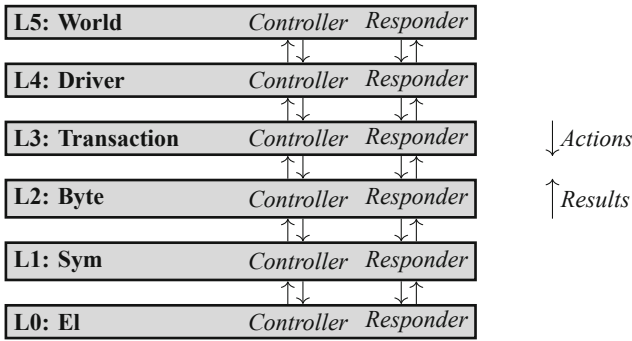 L5: World Controller Responder
L4: Driver Controller Responder
L3: Transaction Controller Responder
Actions
L2: Byte Controller Responder
Results
L1: Sym Controller Responder
L0: El Controller Responder